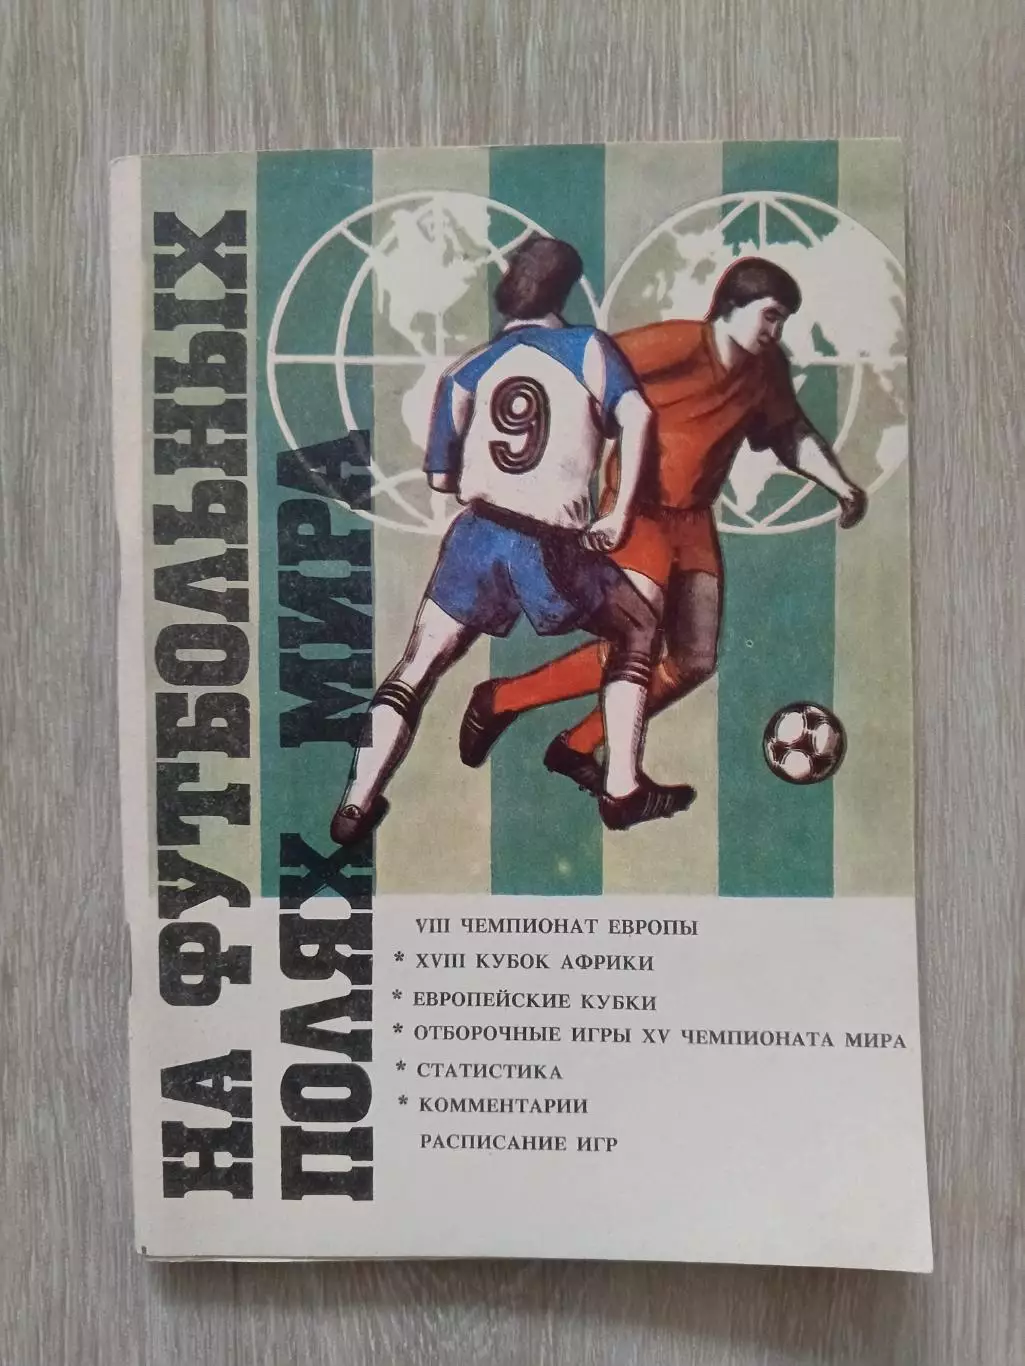 НА ФУТБОЛЬНЫХ
ПОЛЯХ МИРА
9
VIII ЧЕМПИОНАТ ЕВРОПЫ
* XVIII КУБОК АФРИКИ
* ЕВРОПЕЙСКИЕ КУБКИ
* ОТБОРОЧНЫЕ ИГРЫ XV ЧЕМПИОНАТА МИРА
* СТАТИСТИКА
* КОММЕНТАРИИ
РАСПИСАНИЕ ИГР